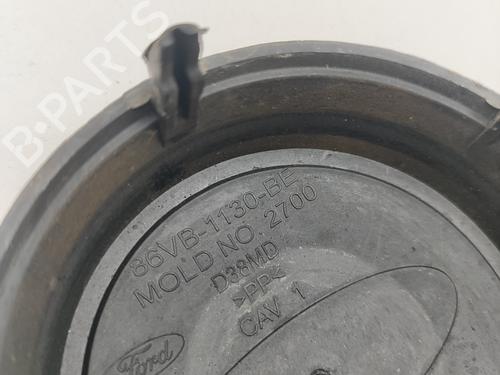 B-PARTS
86VB-1130-BE
MOLD NO. 2700
D38MD
>PP<
CAV 1
Ford